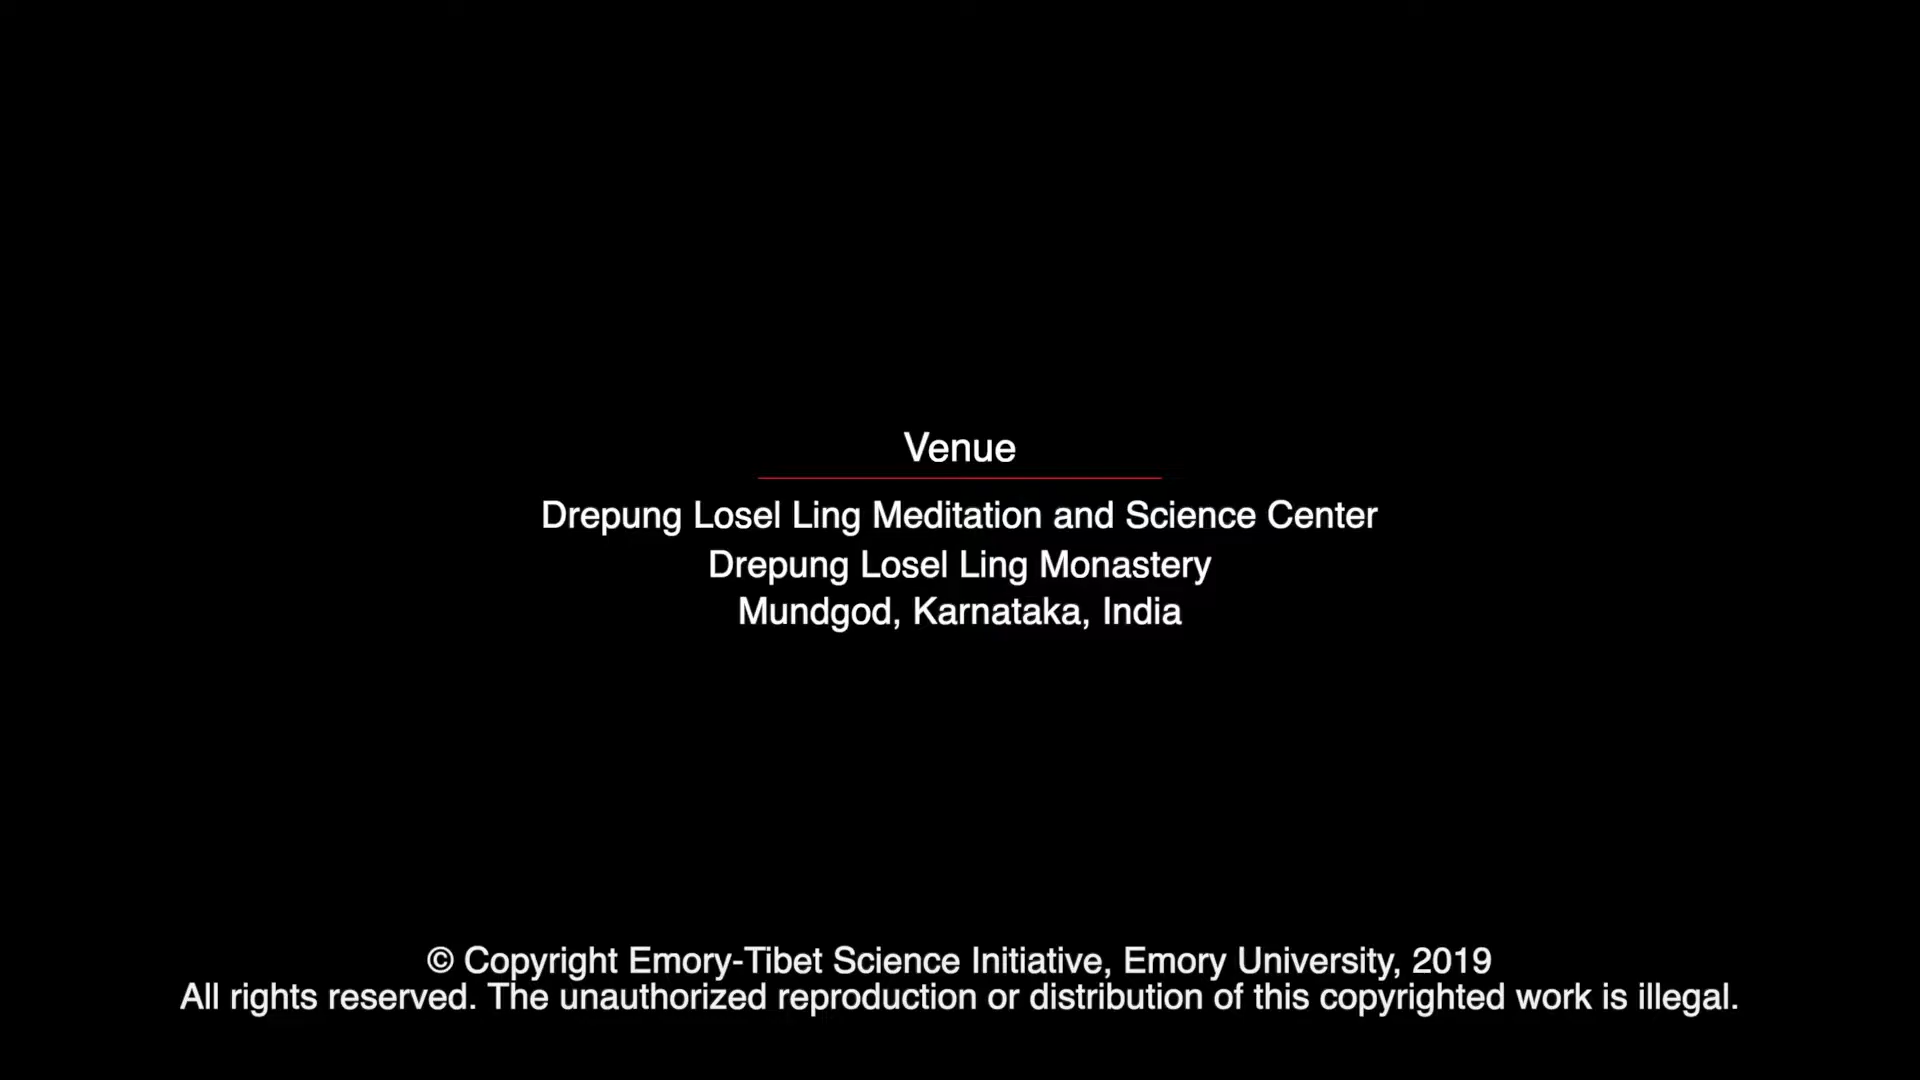 Venue
Drepung Losel Ling Meditation and Science Center
Drepung Losel Ling Monastery
Mundgod, Karnataka, India
© Copyright Emory-Tibet Science Initiative, Emory University, 2019
All rights reserved. The unauthorized reproduction or distribution of this copyrighted work is illegal.